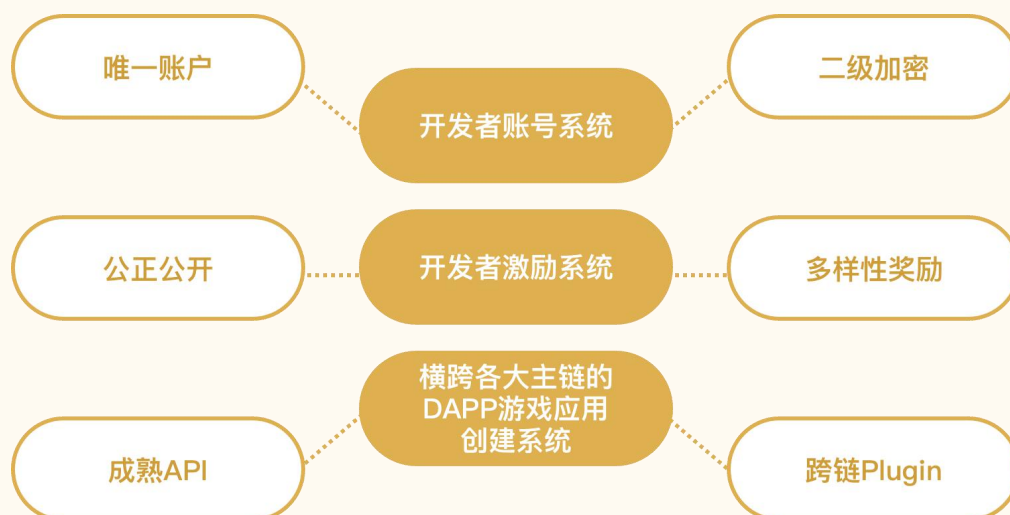 唯一账户
开发者账号系统
二级加密
公正公开
开发者激励系统
多样性奖励
横跨各大主链的
DAPP游戏应用
创建系统
成熟API
跨链Plugin